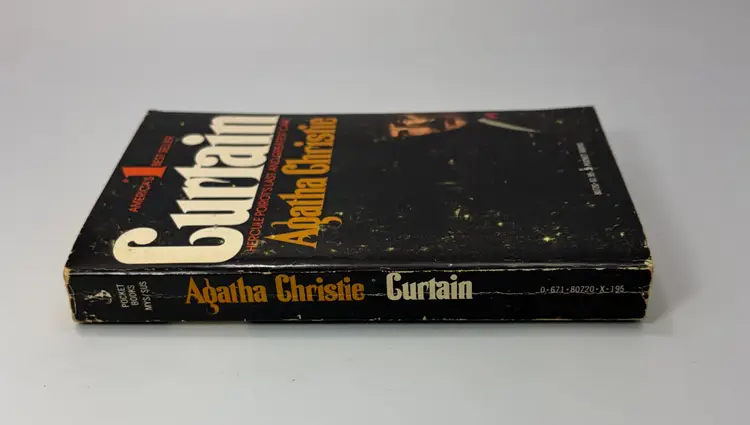 AMERICA'S
1
BEST SELLER
Curtain
HERCULE POIROT'S LAST AND GREATEST CASE
Agatha Christie
POCKET
BOOKS
MYS/SUS
Agatha Christie Curtain
0-671-80720-X-195